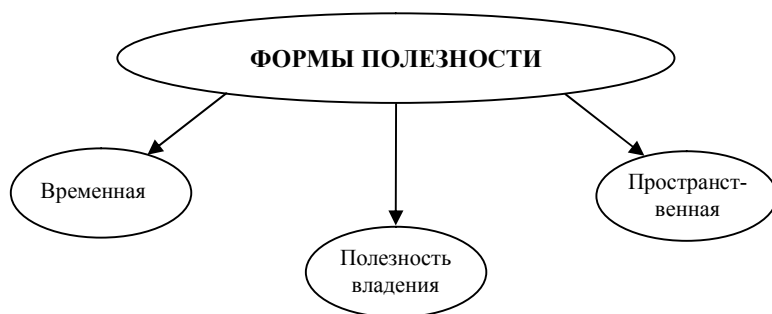 ФОРМЫ ПОЛЕЗНОСТИ
Временная
Пространст-
венная
Полезность
владения